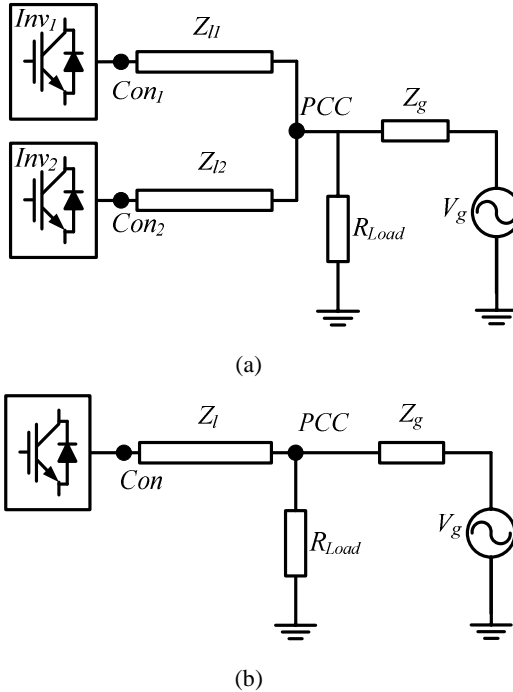 Inv1
Zl1
Con1
PCC
Zg
Inv2
Zl2
Con2
RLoad
Vg
(a)
Zl
PCC
Zg
Con
RLoad
Vg
(b)